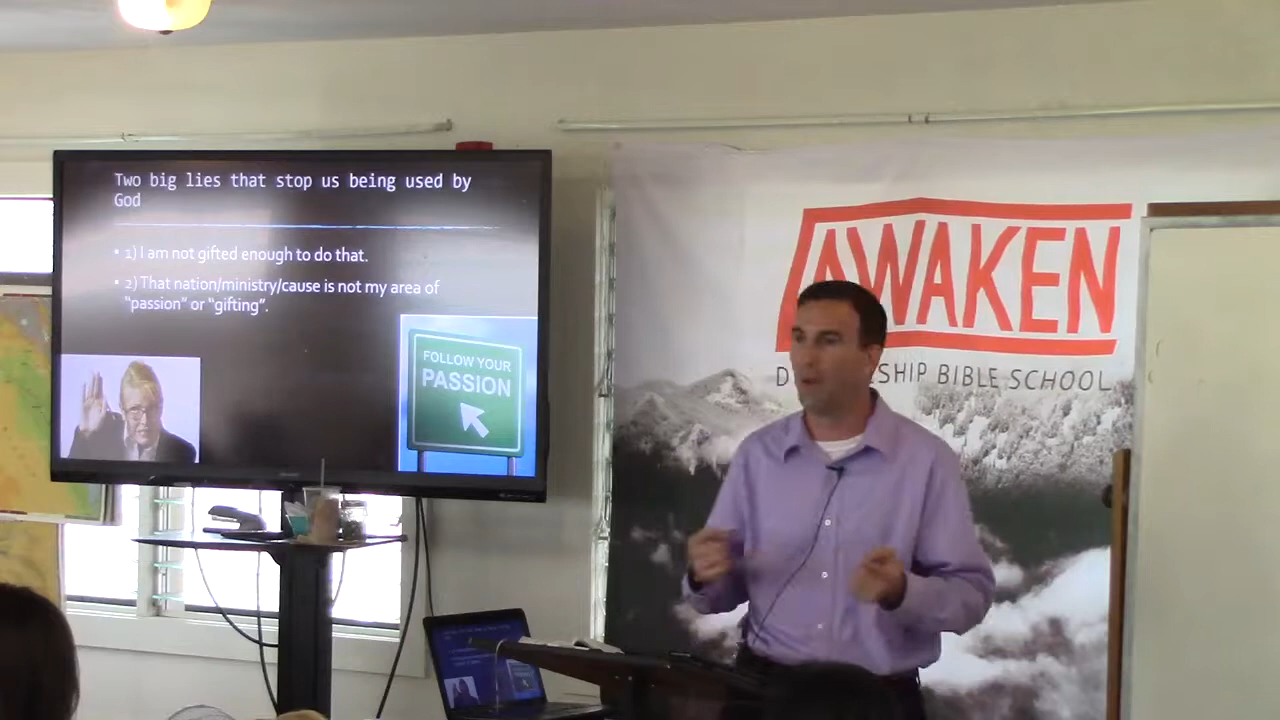 Two big lies that stop us being used by
God
• 1) I am not gifted enough to do that.
• 2) That nation/ministry/cause is not my area of
"passion" or "gifting".
FOLLOW YOUR
PASSION
AWAKEN
SHIP BIBLE SCHOOL